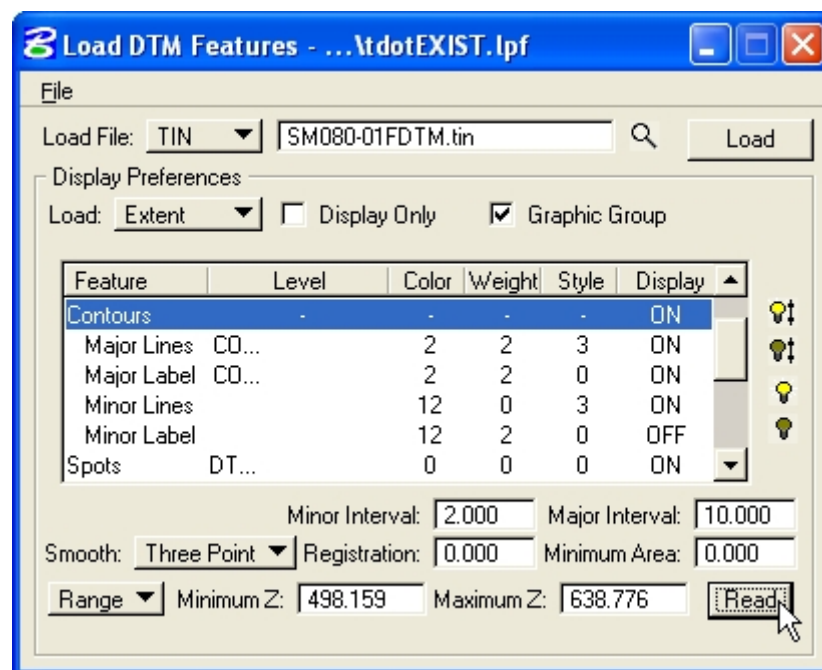 Load DTM Features - ...\tdotEXIST.lpf
File
Load File: TIN SM080-01FDTM.tin Load
Display Preferences
Load: Extent Display Only Graphic Group
Feature Level Color Weight Style Display
Contours - - - - ON
Major Lines CO... 2 2 3 ON
Major Label CO... 2 2 0 ON
Minor Lines 12 0 3 ON
Minor Label 12 2 0 OFF
Spots DT... 0 0 0 ON
Minor Interval: 2.000 Major Interval: 10.000
Smooth: Three Point Registration: 0.000 Minimum Area: 0.000
Range Minimum Z: 498.159 Maximum Z: 638.776 Read